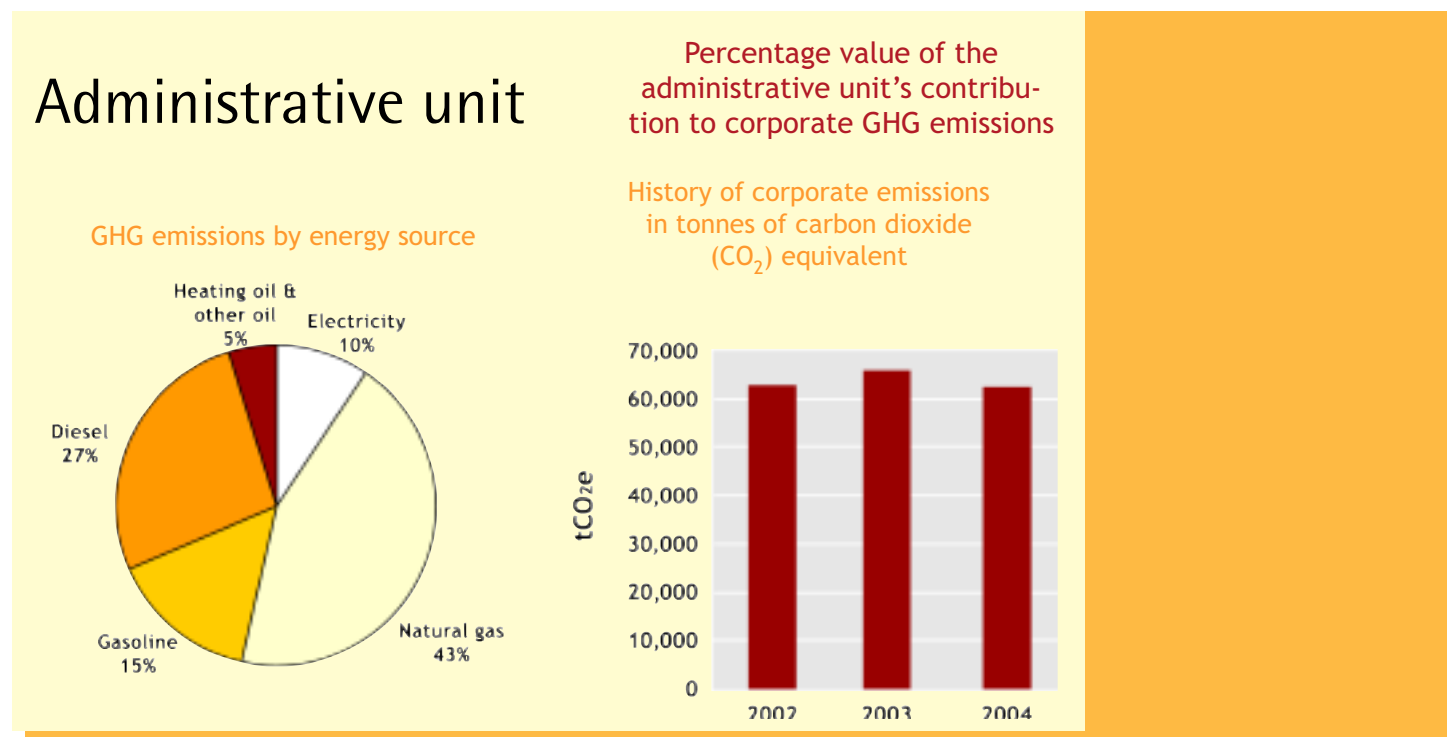 Administrative unit
Percentage value of the
administrative unit’s contribu-
tion to corporate GHG emissions
History of corporate emissions
in tonnes of carbon dioxide
(CO2) equivalent
GHG emissions by energy source
Heating oil &
other oil
5%
Electricity
10%
Diesel
27%
Gasoline
15%
Natural gas
43%
tCO2e
70,000
60,000
50,000
40,000
30,000
20,000
10,000
0
2002 2003 2004